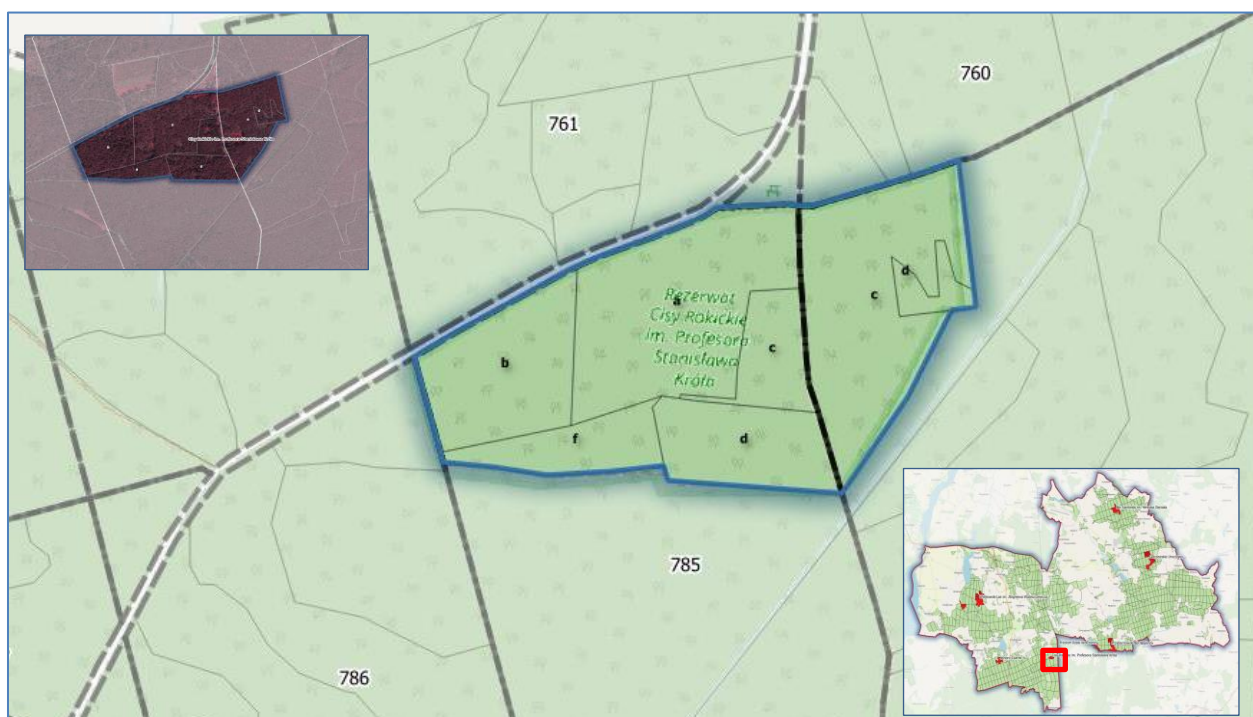 760
761
a
Rezerwat
Cisy Rokickie
im. Profesora
Stanisława
Króla
d
c
b
c
f
d
785
786